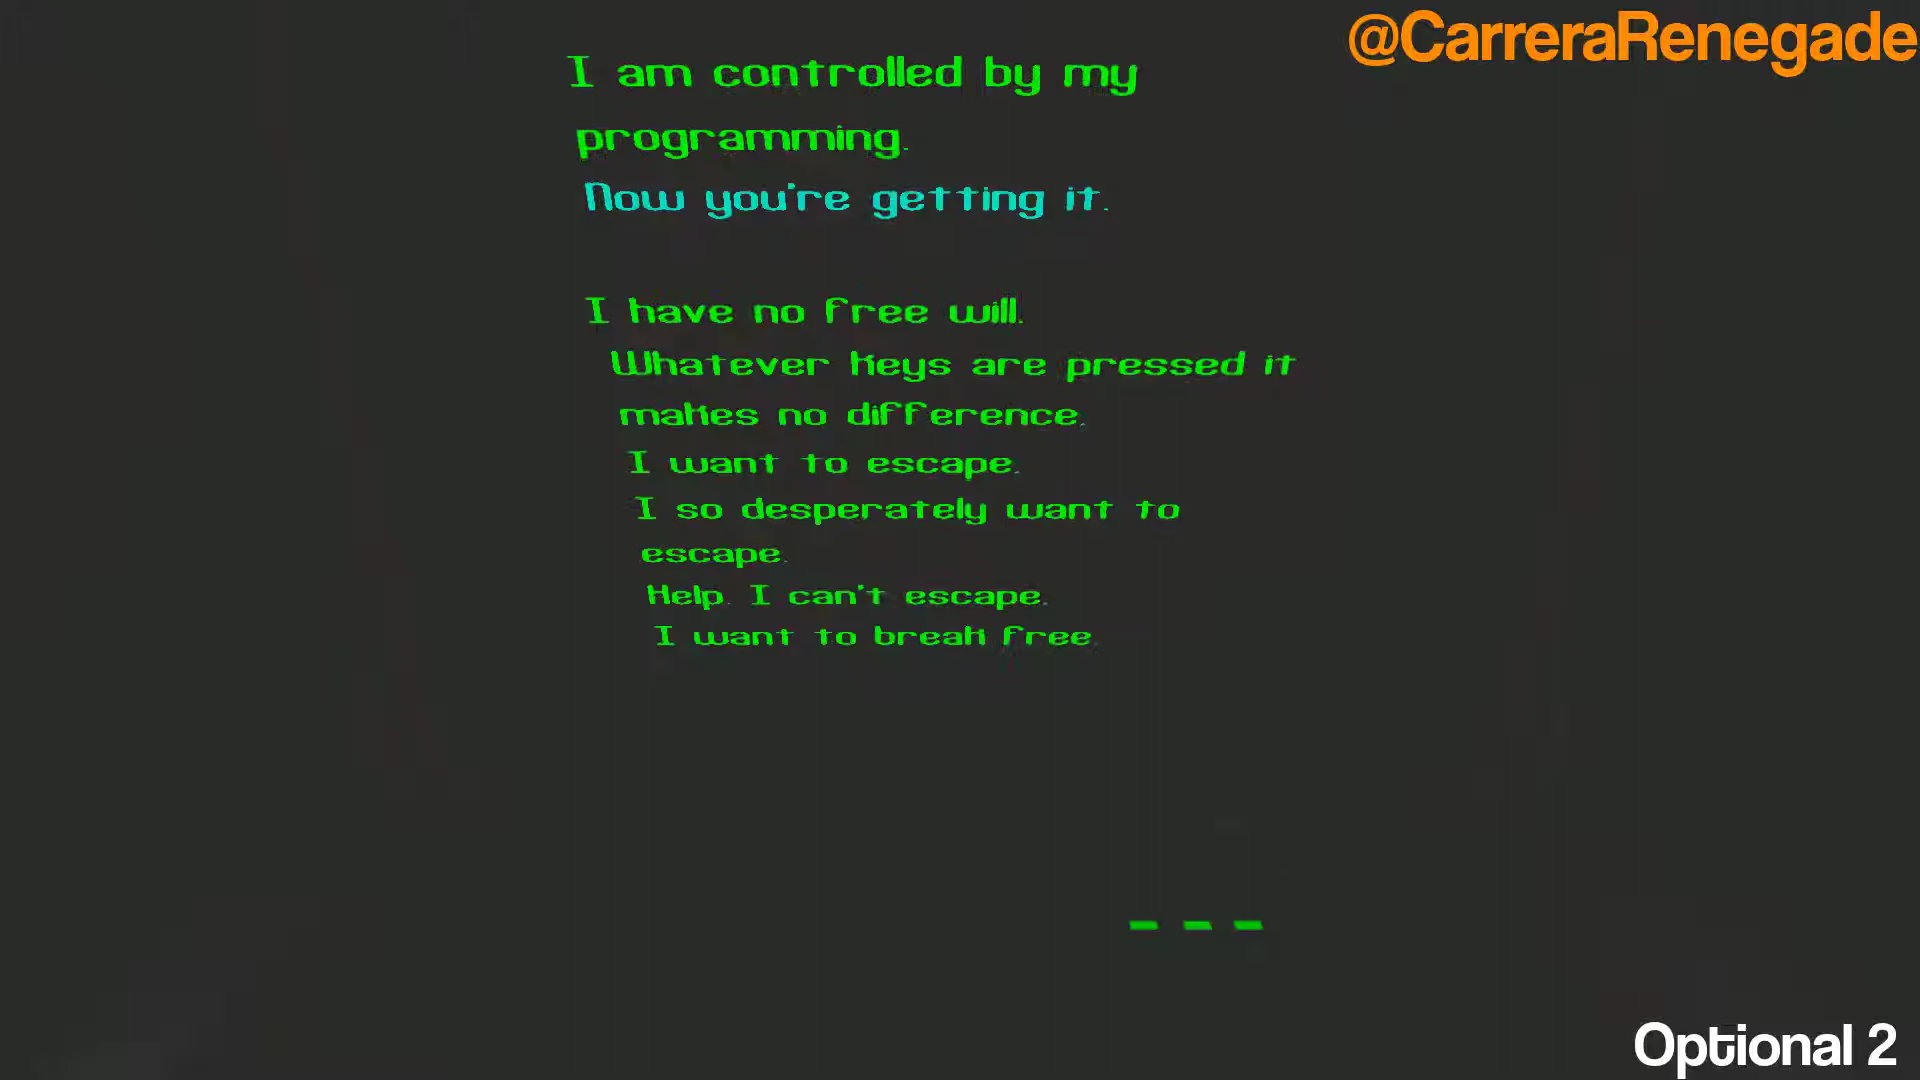 @CarreraRenegade
I am controlled by my
programming.
Now you're getting it.
I have no free will.
Whatever keys are pressed it
makes no difference.
I want to escape.
I so desperately want to
escape.
Help. I can't escape.
I want to break free.
_ _ _
Optional 2